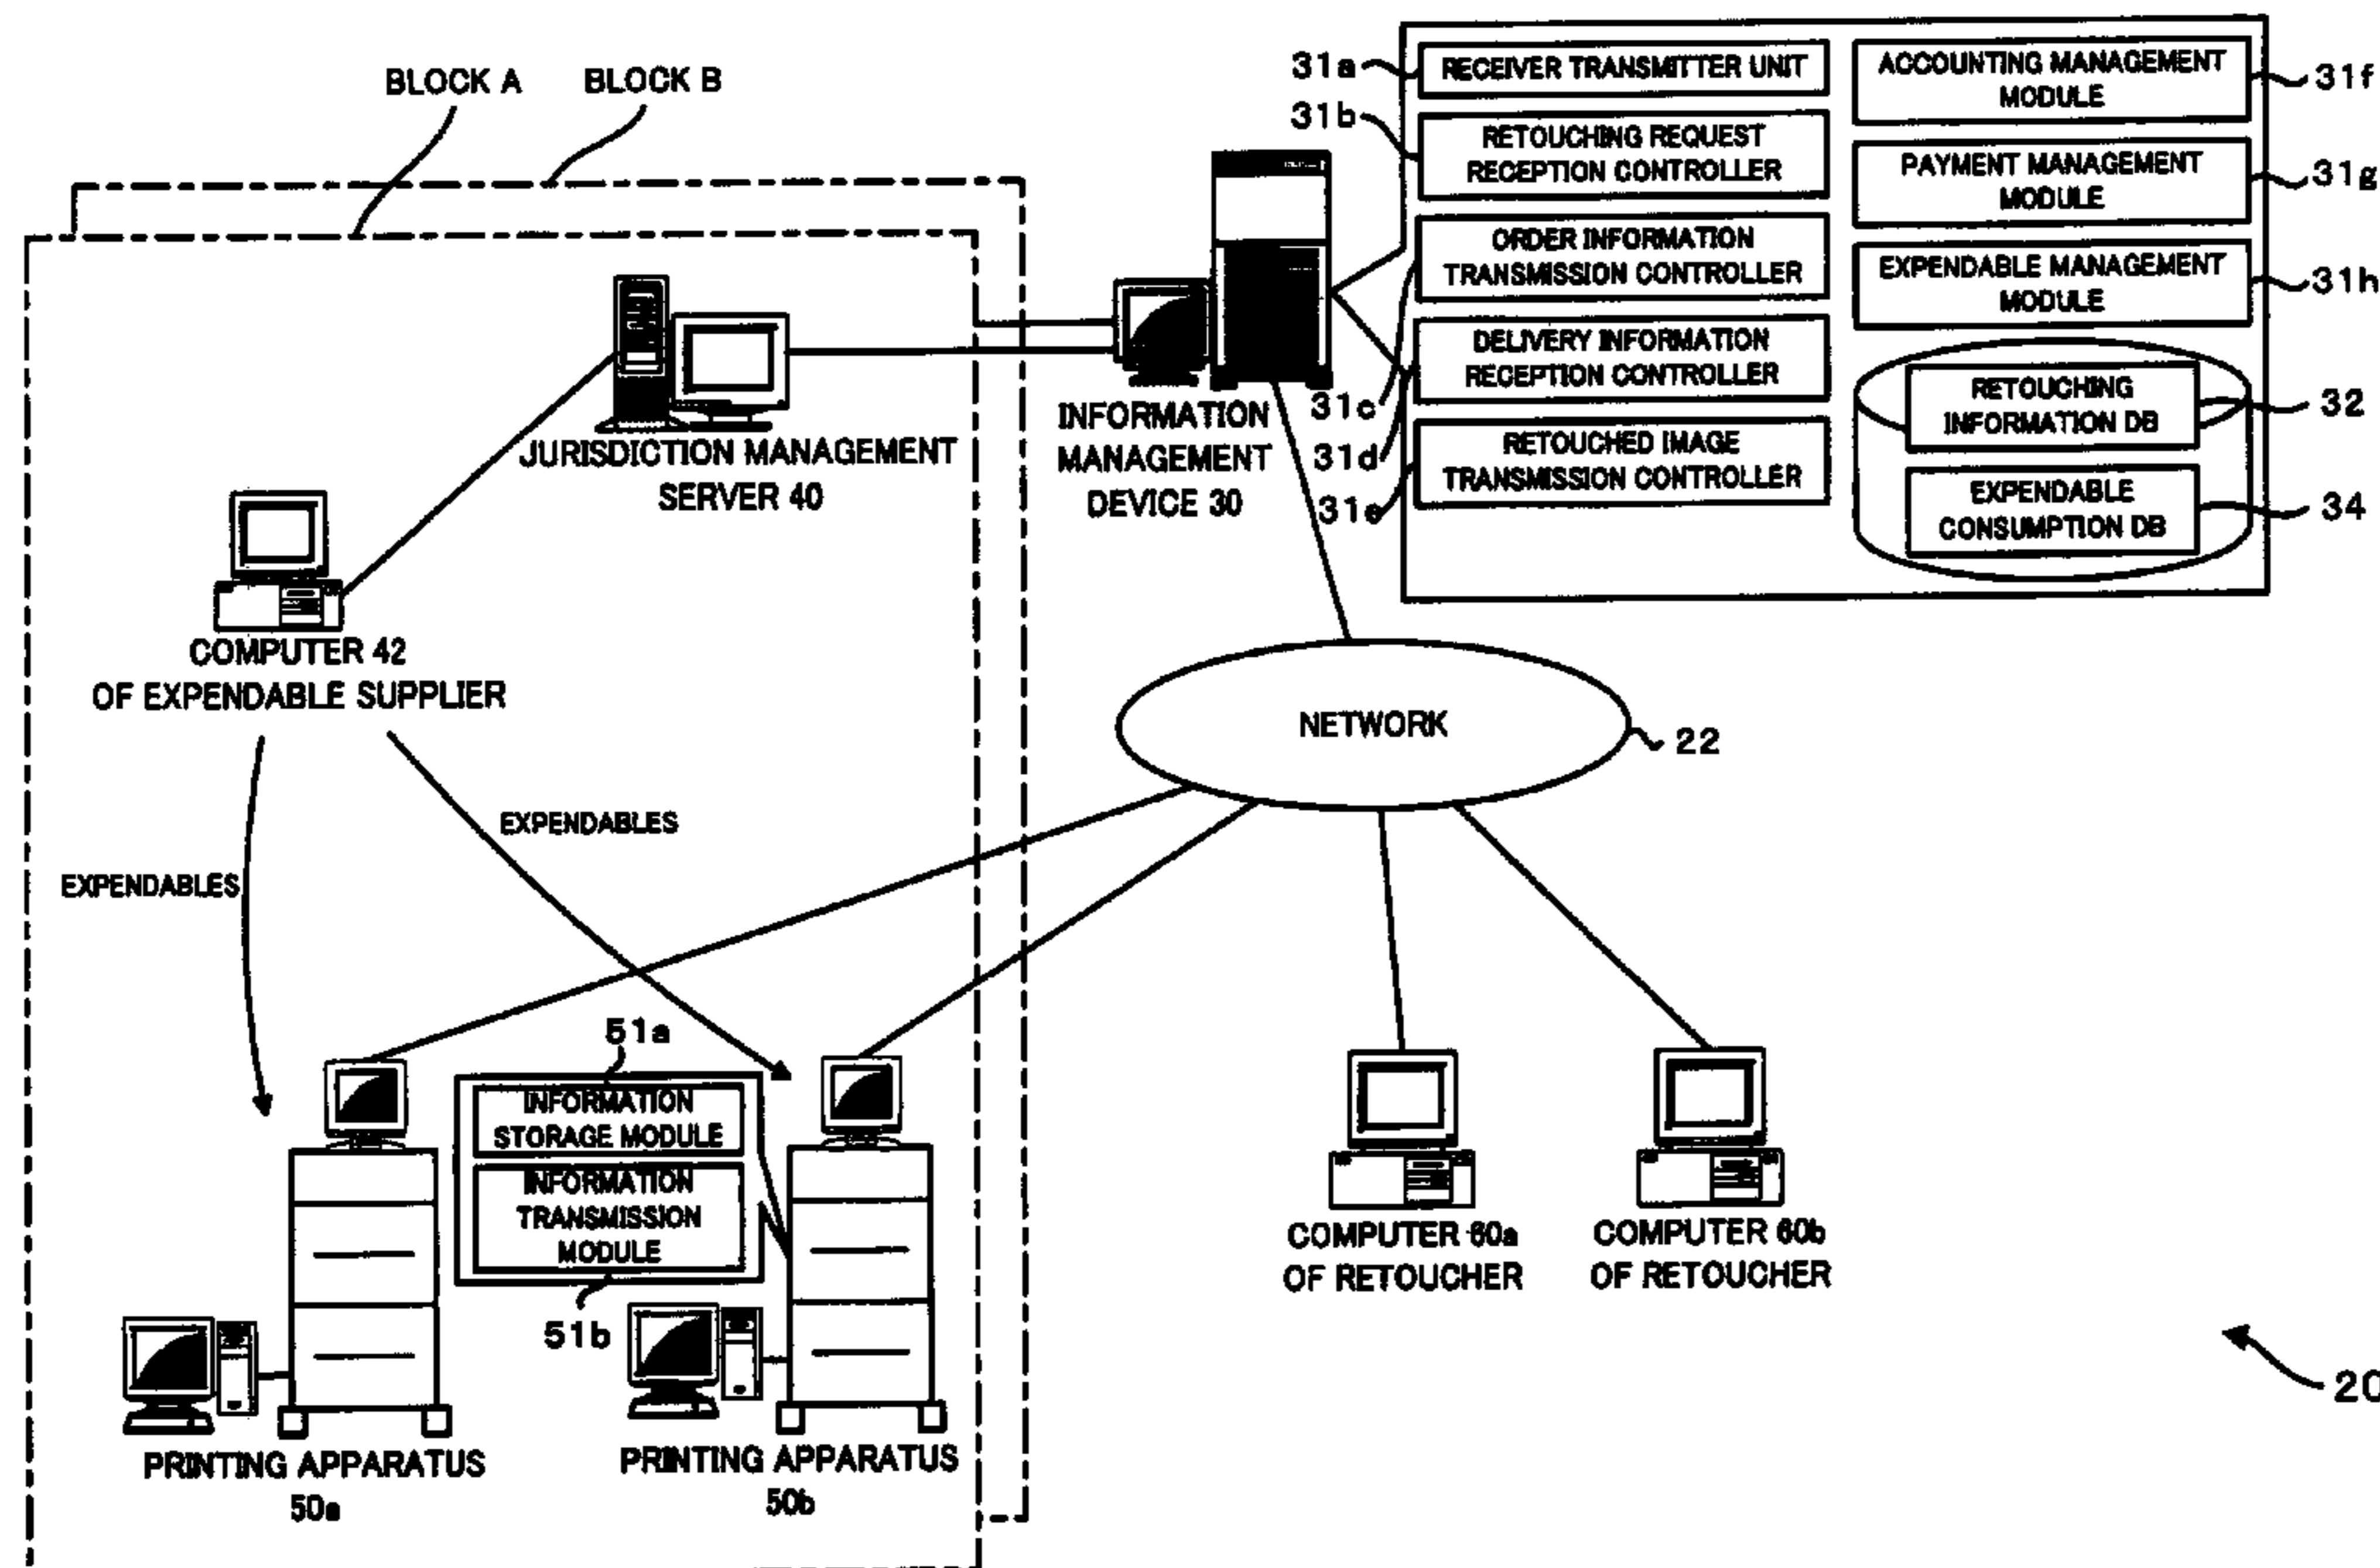 BLOCK A
BLOCK B
31a
RECEIVER TRANSMITTER UNIT
31b
RETOUCHING REQUEST
RECEPTION CONTROLLER
ORDER INFORMATION
TRANSMISSION CONTROLLER
31c
DELIVERY INFORMATION
RECEPTION CONTROLLER
31d
RETOUCHED IMAGE
TRANSMISSION CONTROLLER
31e
ACCOUNTING MANAGEMENT
MODULE
31f
PAYMENT MANAGEMENT
MODULE
31g
EXPENDABLE MANAGEMENT
MODULE
31h
RETOUCHING
INFORMATION DB
32
EXPENDABLE
CONSUMPTION DB
34
JURISDICTION MANAGEMENT
SERVER 40
INFORMATION
MANAGEMENT
DEVICE 30
COMPUTER 42
OF EXPENDABLE SUPPLIER
NETWORK
22
EXPENDABLES
EXPENDABLES
51a
INFORMATION
STORAGE MODULE
INFORMATION
TRANSMISSION
MODULE
51b
PRINTING APPARATUS
50a
PRINTING APPARATUS
50b
COMPUTER 60a
OF RETOUCHER
COMPUTER 60b
OF RETOUCHER
20